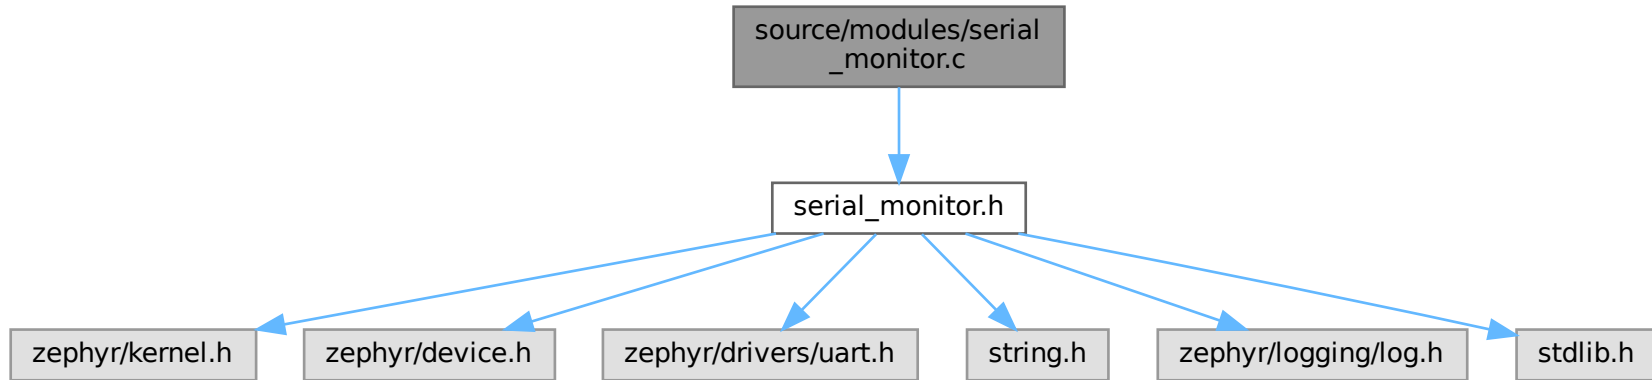 source/modules/serial
_monitor.c
serial_monitor.h
zephyr/kernel.h
zephyr/device.h
zephyr/drivers/uart.h
string.h
zephyr/logging/log.h
stdlib.h